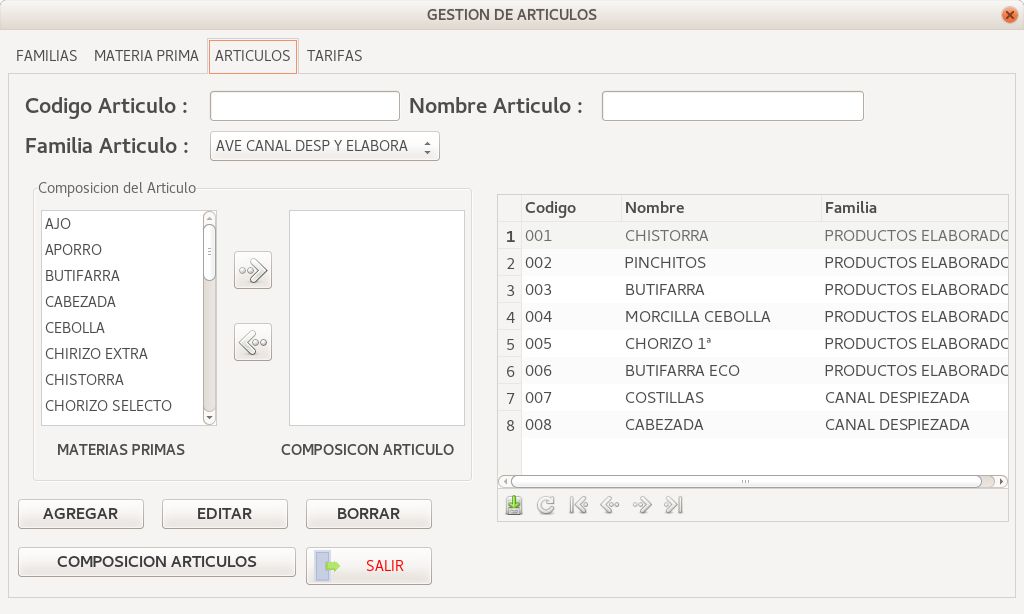 GESTION DE ARTICULOS
FAMILIAS MATERIA PRIMA ARTICULOS TARIFAS
Codigo Articulo : Nombre Articulo :
Familia Articulo : AVE CANAL DESP Y ELABORA
Composicion del Articulo
AJO
APORRO
BUTIFARRA
CABEZADA
CEBOLLA
CHIRIZO EXTRA
CHISTORRA
CHORIZO SELECTO
MATERIAS PRIMAS COMPOSICON ARTICULO
Codigo Nombre Familia
1 001 CHISTORRA PRODUCTOS ELABORADO
2 002 PINCHITOS PRODUCTOS ELABORADO
3 003 BUTIFARRA PRODUCTOS ELABORADO
4 004 MORCILLA CEBOLLA PRODUCTOS ELABORADO
5 005 CHORIZO 1ª PRODUCTOS ELABORADO
6 006 BUTIFARRA ECO PRODUCTOS ELABORADO
7 007 COSTILLAS CANAL DESPIEZADA
8 008 CABEZADA CANAL DESPIEZADA
AGREGAR EDITAR BORRAR
COMPOSICION ARTICULOS SALIR